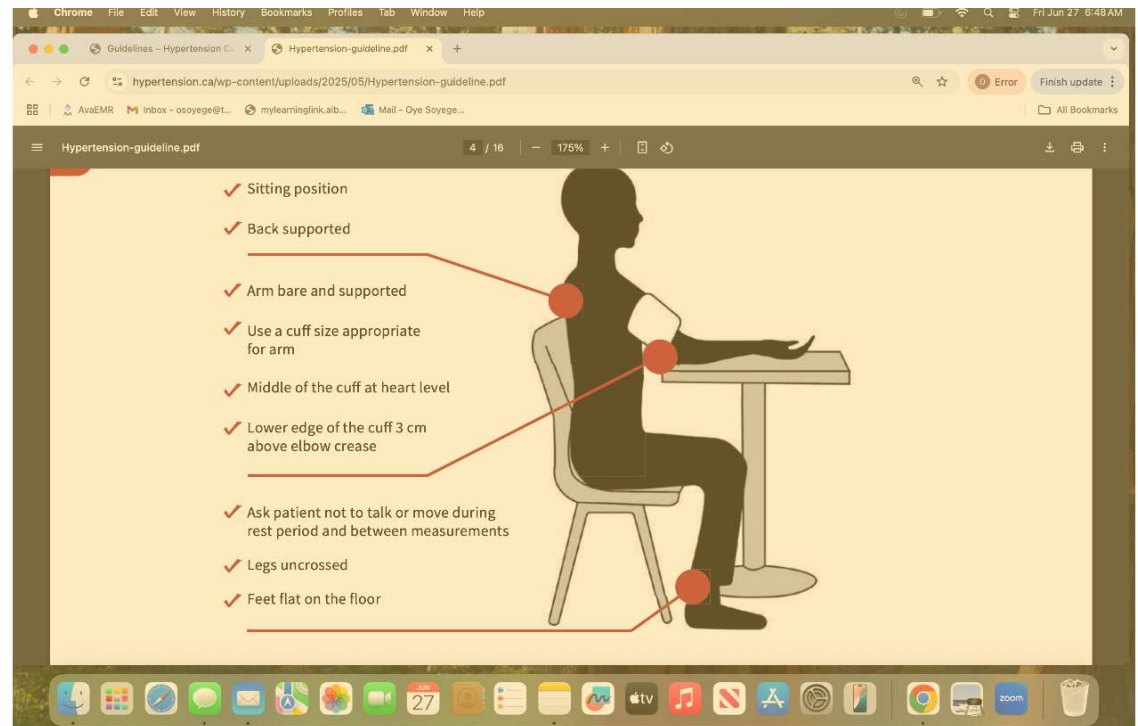 Chrome File Edit View History Bookmarks Profiles Tab Window Help
Fri Jun 27 6:48 AM
Guidelines – Hypertension C
Hypertension-guideline.pdf
hypertension.ca/wp-content/uploads/2025/05/Hypertension-guideline.pdf
Error
Finish update
AvaEMR
Inbox - osoyege@t...
mylearninglink.alb...
Mail - Oye Soyege...
All Bookmarks
Hypertension-guideline.pdf
4 / 16
175%
Sitting position
Back supported
Arm bare and supported
Use a cuff size appropriate
for arm
Middle of the cuff at heart level
Lower edge of the cuff 3 cm
above elbow crease
Ask patient not to talk or move during
rest period and between measurements
Legs uncrossed
Feet flat on the floor
JUN
27
tv
zoom